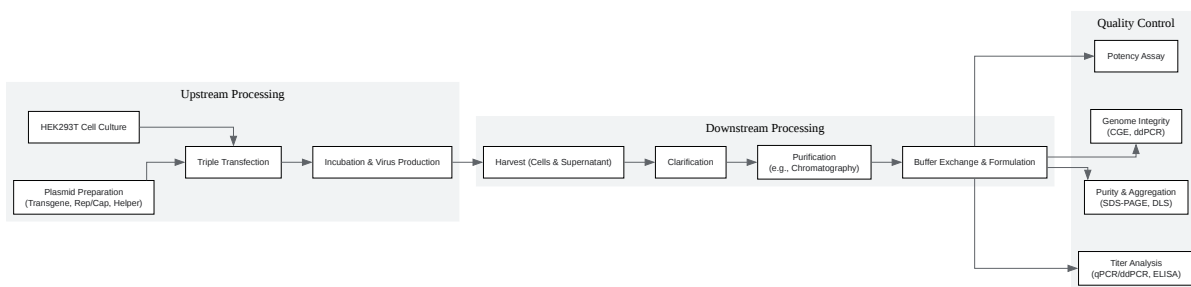 Upstream Processing
HEK293T Cell Culture
Plasmid Preparation
(Transgene, Rep/Cap, Helper)
Triple Transfection
Incubation & Virus Production
Downstream Processing
Harvest (Cells & Supernatant)
Clarification
Purification
(e.g., Chromatography)
Buffer Exchange & Formulation
Quality Control
Potency Assay
Genome Integrity
(CGE, ddPCR)
Purity & Aggregation
(SDS-PAGE, DLS)
Titer Analysis
(qPCR/ddPCR, ELISA)